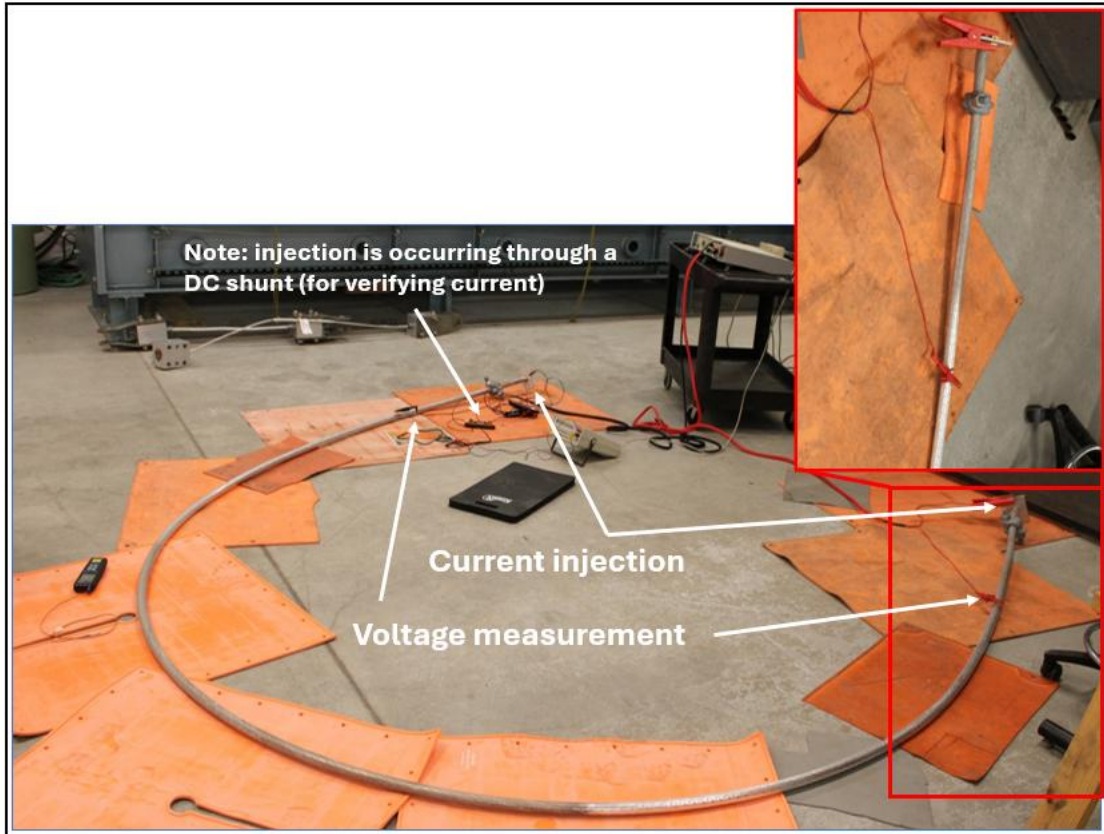 Note: injection is occurring through a
DC shunt (for verifying current)
Current injection
Voltage measurement